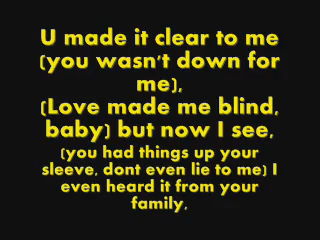 U made it clear to me
(you wasn't down for
me),
(Love made me blind,
baby) but now I see,
(you had things up your
sleeve, dont even lie to me) I
even heard it from your
family,